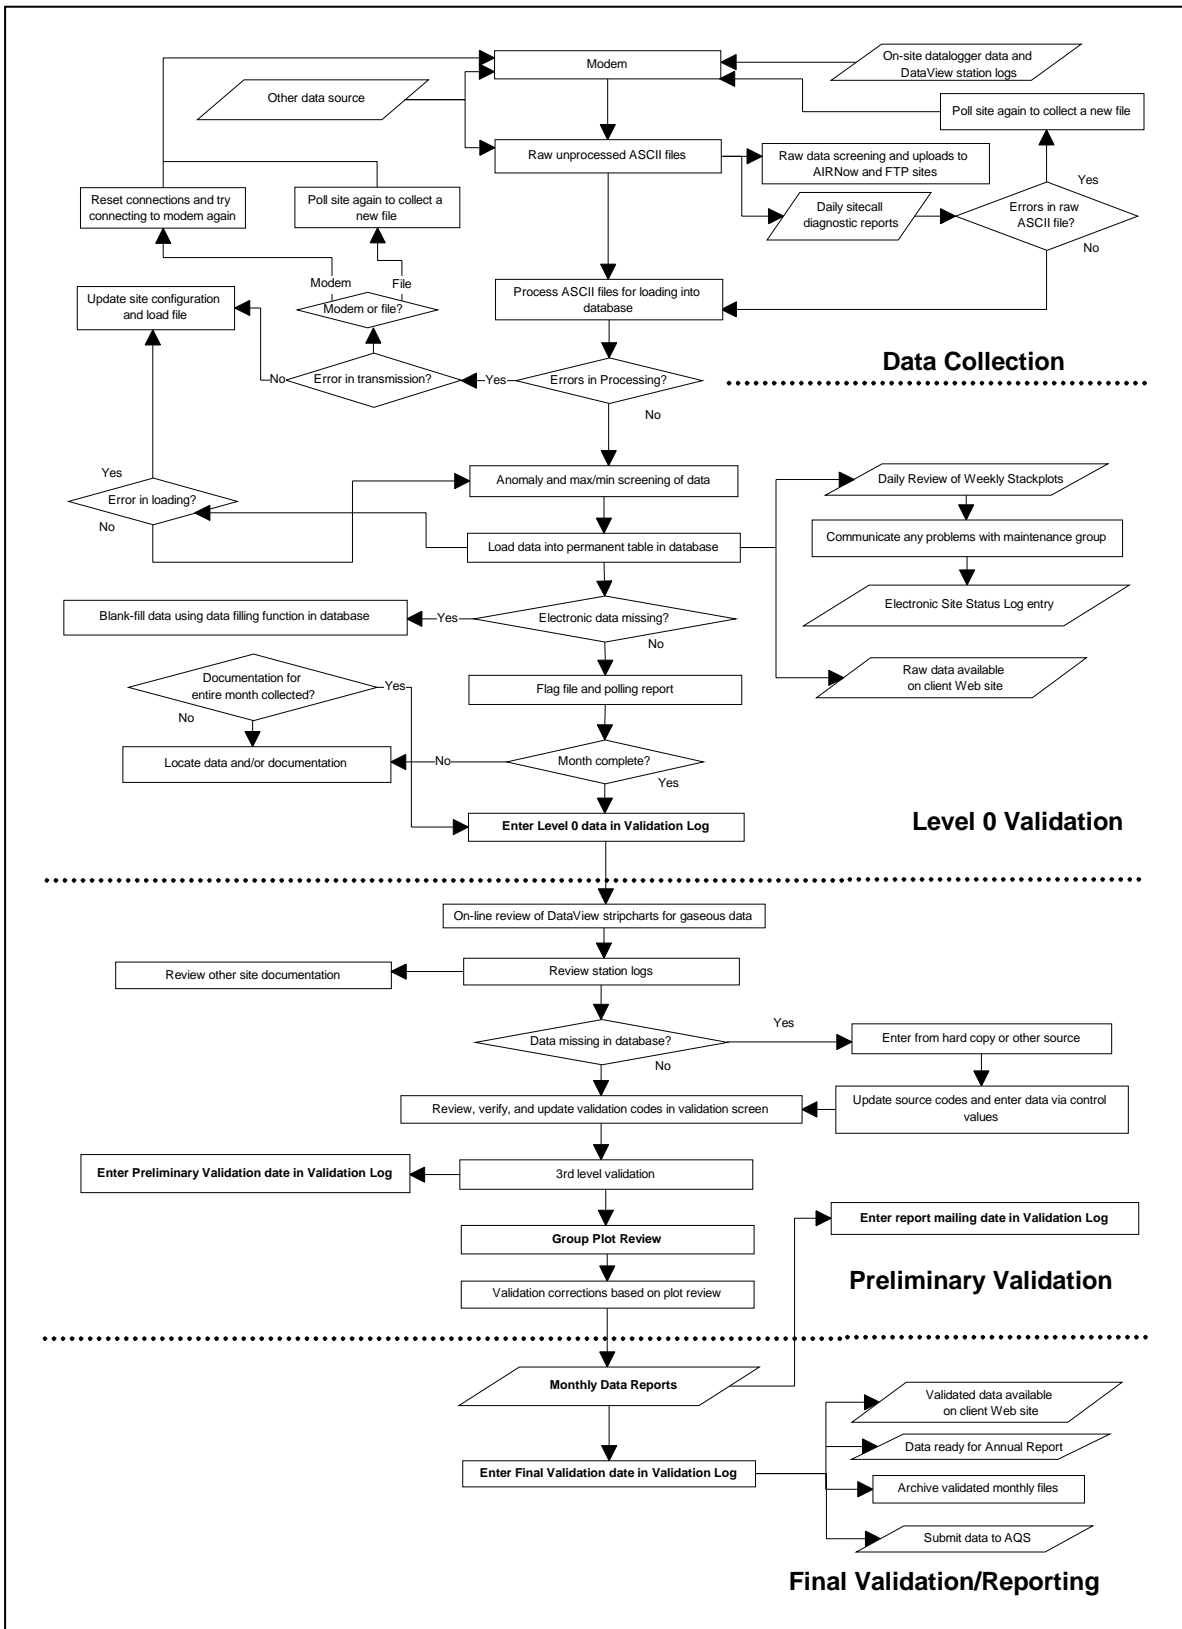 Modem
On-site datalogger data and
DataView station logs
Other data source
Poll site again to collect a new file
Raw unprocessed ASCII files
Raw data screening and uploads to
AIRNow and FTP sites
Yes
Reset connections and try
connecting to modem again
Poll site again to collect a
new file
Daily sitecall
diagnostic reports
Errors in raw
ASCII file?
No
Modem
File
Update site configuration
and load file
Modem or file?
Process ASCII files for loading into
database
Data Collection
No
Error in transmission?
Yes
Errors in Processing?
No
Yes
Anomaly and max/min screening of data
Daily Review of Weekly Stackplots
Error in loading?
No
Load data into permanent table in database
Communicate any problems with maintenance group
Blank-fill data using data filling function in database
Yes
Electronic data missing?
No
Electronic Site Status Log entry
Documentation for
entire month collected?
Yes
No
Flag file and polling report
Raw data available
on client Web site
Locate data and/or documentation
No
Month complete?
Yes
Enter Level 0 data in Validation Log
Level 0 Validation
On-line review of DataView stripcharts for gaseous data
Review other site documentation
Review station logs
Yes
Data missing in database?
No
Enter from hard copy or other source
Review, verify, and update validation codes in validation screen
Update source codes and enter data via control
values
Enter Preliminary Validation date in Validation Log
3rd level validation
Enter report mailing date in Validation Log
Group Plot Review
Preliminary Validation
Validation corrections based on plot review
Monthly Data Reports
Validated data available
on client Web site
Data ready for Annual Report
Enter Final Validation date in Validation Log
Archive validated monthly files
Submit data to AQS
Final Validation/Reporting